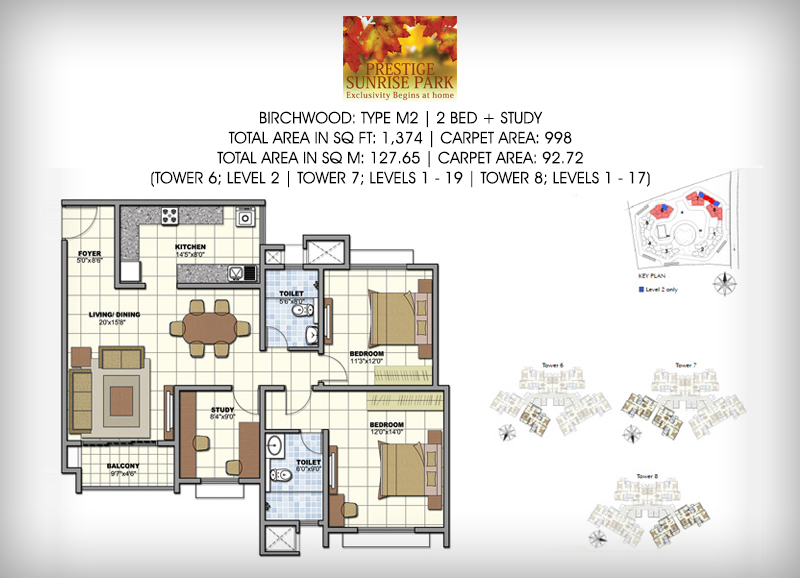 PRESTIGE
SUNRISE PARK
Exclusivity Begins at home
BIRCHWOOD: TYPE M2 | 2 BED + STUDY
TOTAL AREA IN SQ FT: 1,374 | CARPET AREA: 998
TOTAL AREA IN SQ M: 127.65 | CARPET AREA: 92.72
(TOWER 6; LEVEL 2 | TOWER 7; LEVELS 1 - 19 | TOWER 8; LEVELS 1 - 17)
FOYER
5'0"x8'6"
KITCHEN
14'5"x8'0"
LIVING/ DINING
20'x15'8"
TOILET
5'6"x8'0"
BEDROOM
11'3"x12'0"
STUDY
8'4"x9'0"
BEDROOM
12'0"x14'0"
TOILET
6'0"x9'0"
BALCONY
9'7"x4'6"
KEY PLAN
Level 2 only
Tower 6
Tower 7
Tower 8